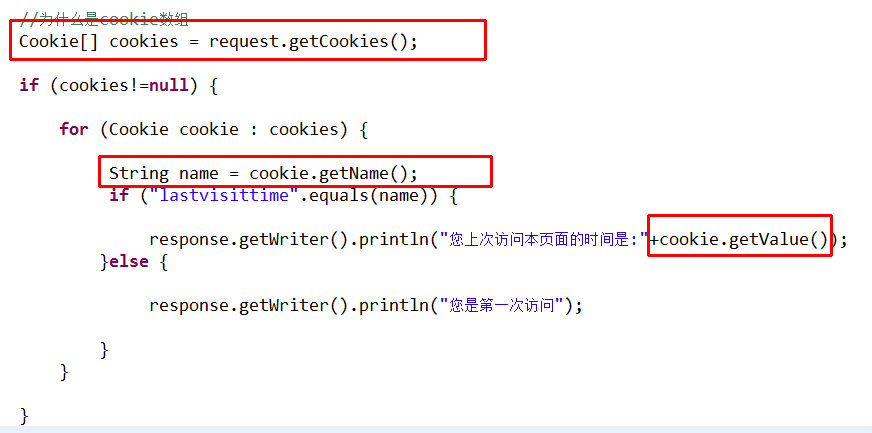 //为什么是cookie数组
Cookie[] cookies = request.getCookies();
if (cookies!=null) {
for (Cookie cookie : cookies) {
String name = cookie.getName();
if ("lastvisittime".equals(name)) {
response.getWriter().println("您上次访问本页面的时间是:"+cookie.getValue());
}else {
response.getWriter().println("您是第一次访问");
}
}
}